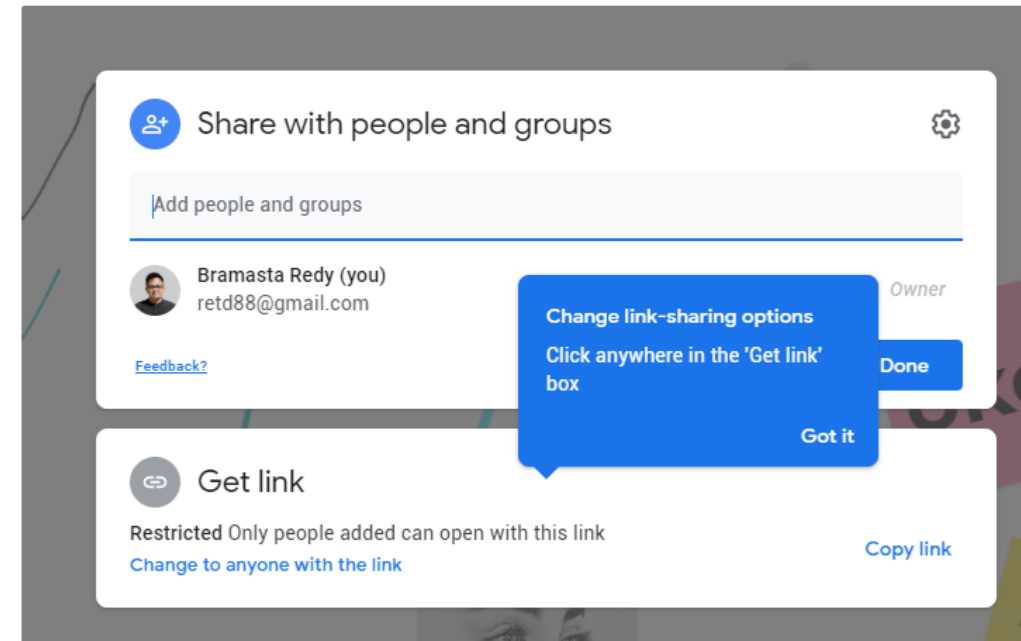 Share with people and groups
Add people and groups
Bramasta Redy (you)
retd88@gmail.com
Owner
Change link-sharing options
Click anywhere in the 'Get link'
box
Got it
Feedback?
Done
Get link
Restricted Only people added can open with this link
Change to anyone with the link
Copy link